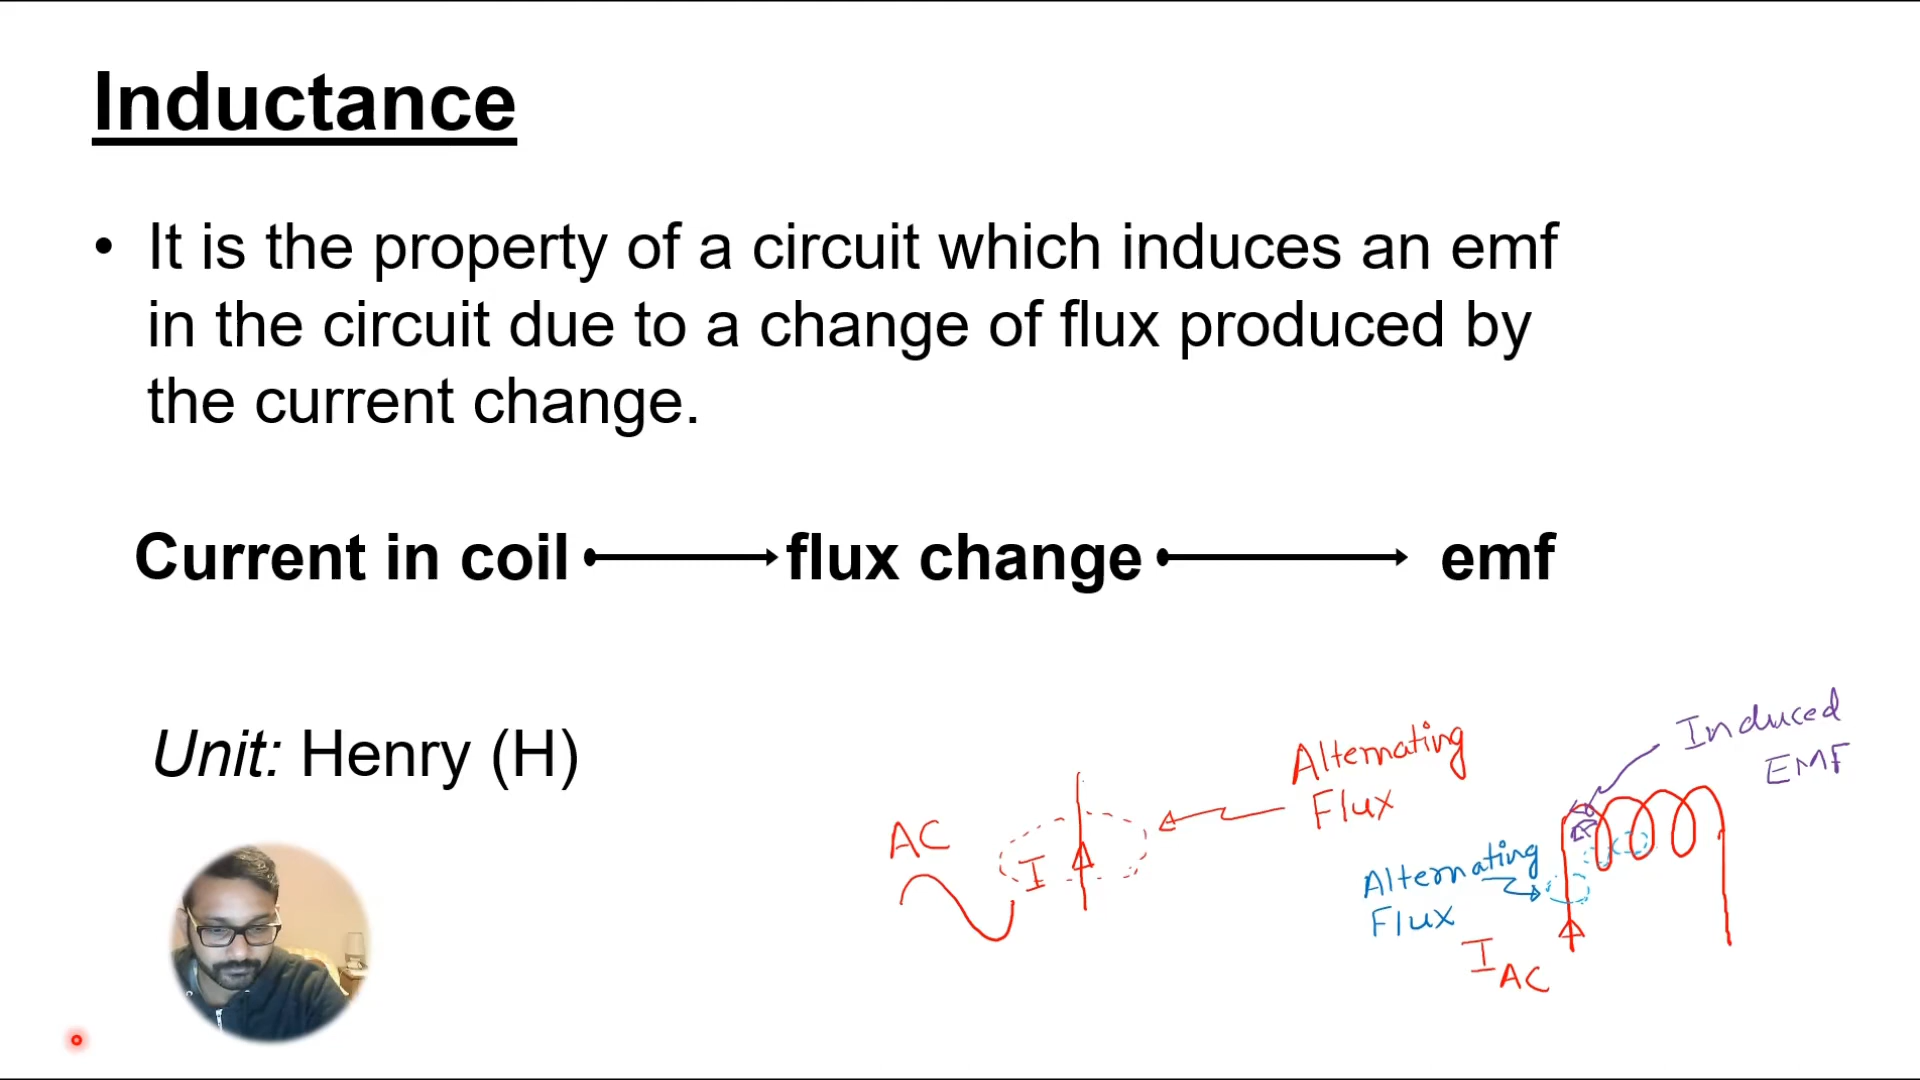 Inductance
• It is the property of a circuit which induces an emf
in the circuit due to a change of flux produced by
the current change.
Current in coil flux change emf
Unit: Henry (H)
AC
I
Alternating
Flux
Induced
EMF
Alternating
Flux
I AC